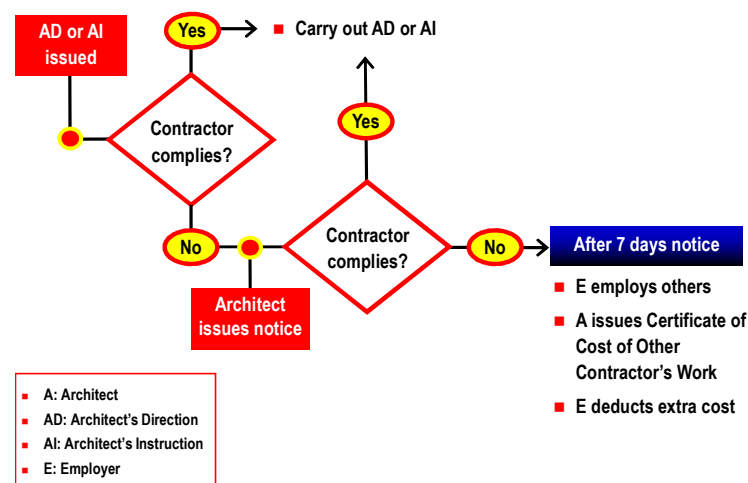 AD or AI
issued
Yes
Carry out AD or AI
Contractor
complies?
Yes
No
Architect
issues notice
Contractor
complies?
No
After 7 days notice
E employs others
A issues Certificate of
Cost of Other
Contractor's Work
E deducts extra cost
A: Architect
AD: Architect's Direction
AI: Architect's Instruction
E: Employer